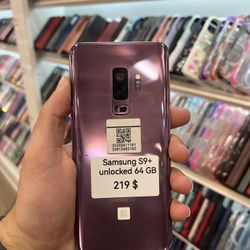 Samsung S9+
unlocked 64 GB
219 $